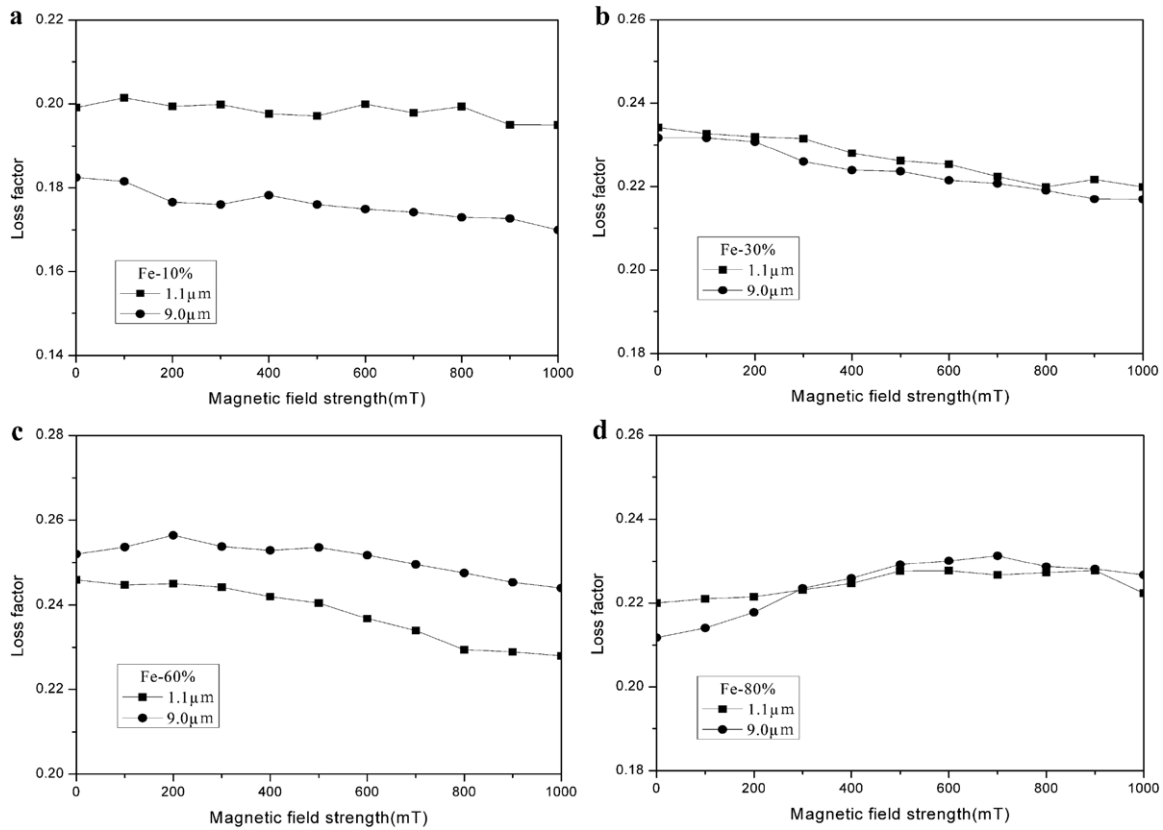 a
Loss factor
0.20
0.18
0.16
0.14
Fe-10%
1.1μm
9.0μm
0 200 400 600 800 1000
Magnetic field strength(mT)
b
Loss factor
0.26
0.24
0.22
0.20
0.18
Fe-30%
1.1μm
9.0μm
0 200 400 600 800 1000
Magnetic field strength(mT)
c
Loss factor
0.28
0.26
0.24
0.22
0.20
Fe-60%
1.1μm
9.0μm
0 200 400 600 800 1000
Magnetic field strength(mT)
d
Loss factor
0.26
0.24
0.22
0.20
0.18
Fe-80%
1.1μm
9.0μm
0 200 400 600 800 1000
Magnetic field strength(mT)